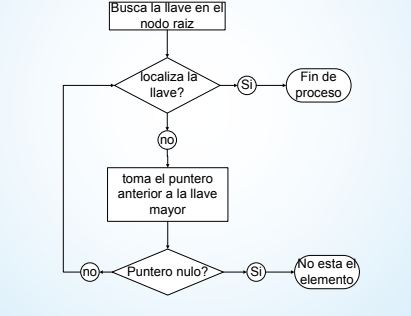 Busca la llave en el
nodo raiz
localiza la
llave?
Si
Fin de
proceso
no
toma el puntero
anterior a la llave
mayor
no
Puntero nulo?
Si
No esta el
elemento